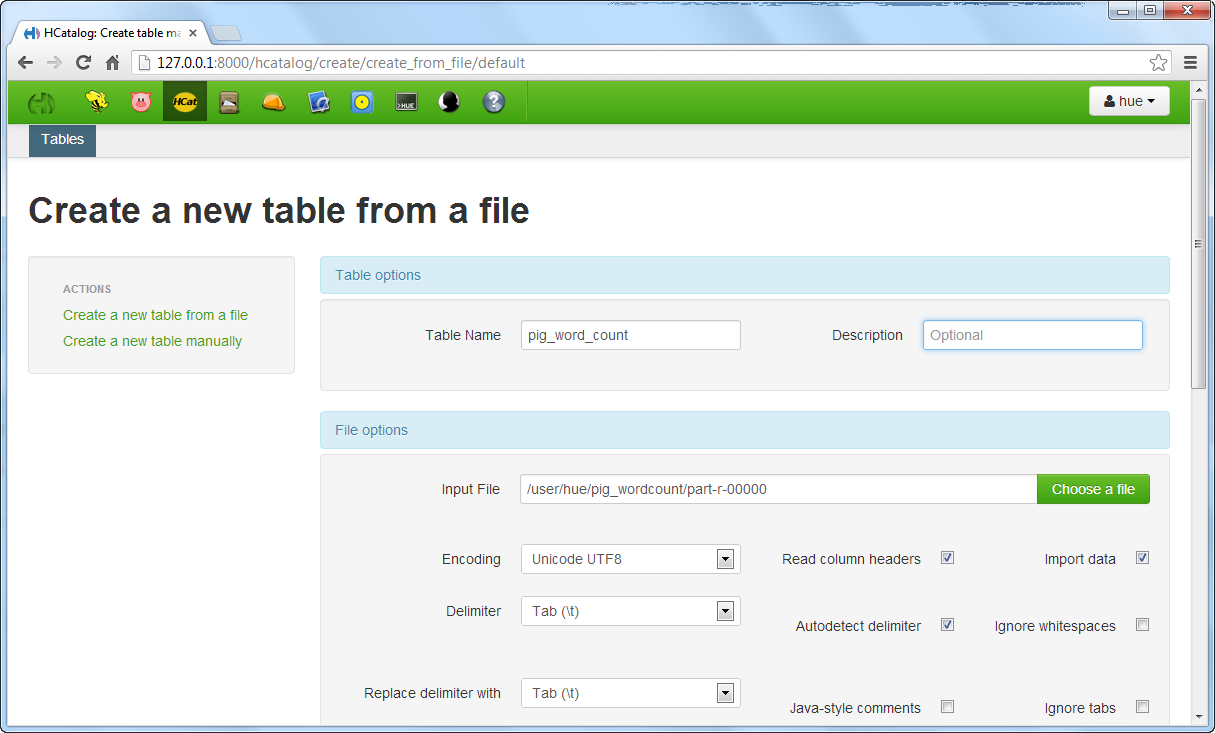 HCatalog: Create table ma
127.0.0.1:8000/hcatalog/create/create_from_file/default
HCat
>HUE
hue
Tables
Create a new table from a file
ACTIONS
Create a new table from a file
Create a new table manually
Table options
Table Name pig_word_count Description Optional
File options
Input File /user/hue/pig_wordcount/part-r-00000 Choose a file
Encoding Unicode UTF8 Read column headers Import data
Delimiter Tab (\t)
Autodetect delimiter Ignore whitespaces
Replace delimiter with Tab (\t)
Java-style comments Ignore tabs